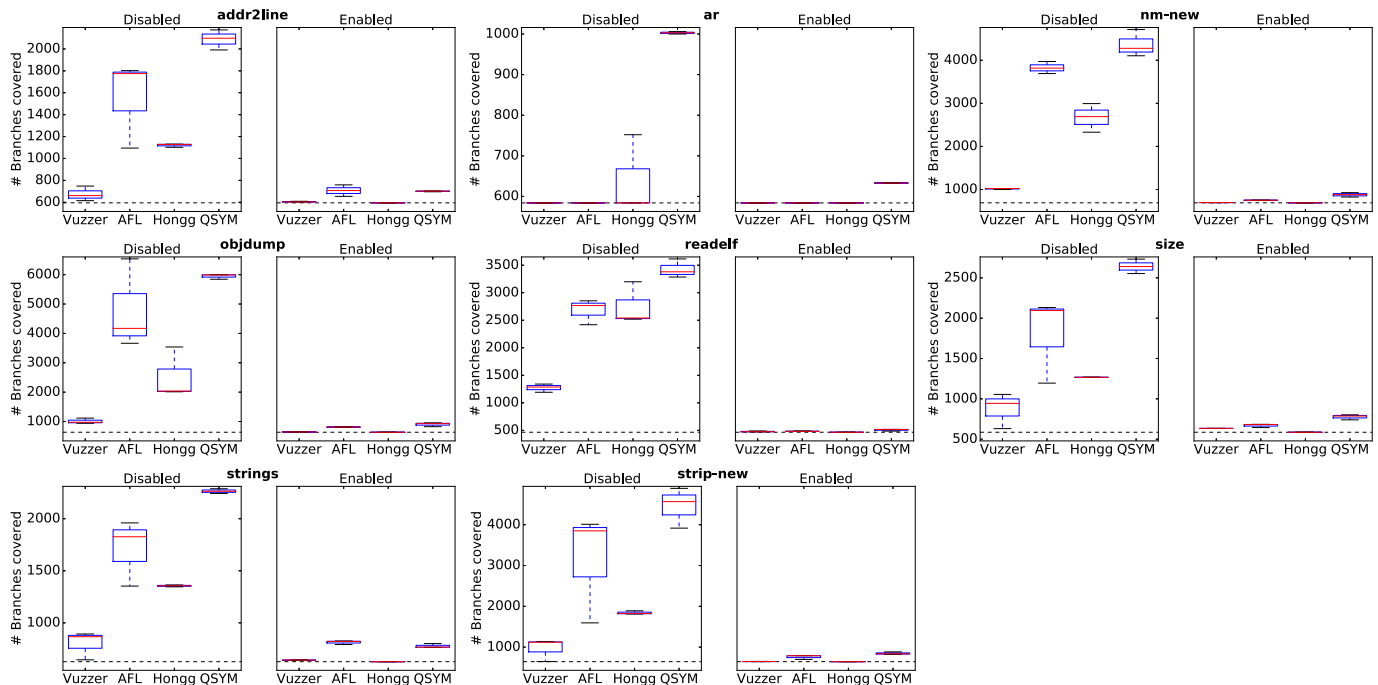 addr2line
Disabled Enabled
# Branches covered
2000
1800
1600
1400
1200
1000
800
600
Vuzzer AFL Hongg QSYM Vuzzer AFL Hongg QSYM
ar
Disabled Enabled
# Branches covered
1000
900
800
700
600
Vuzzer AFL Hongg QSYM Vuzzer AFL Hongg QSYM
nm-new
Disabled Enabled
# Branches covered
4000
3000
2000
1000
Vuzzer AFL Hongg QSYM Vuzzer AFL Hongg QSYM
objdump
Disabled Enabled
# Branches covered
6000
5000
4000
3000
2000
1000
Vuzzer AFL Hongg QSYM Vuzzer AFL Hongg QSYM
readelf
Disabled Enabled
# Branches covered
3500
3000
2500
2000
1500
1000
500
Vuzzer AFL Hongg QSYM Vuzzer AFL Hongg QSYM
size
Disabled Enabled
# Branches covered
2500
2000
1500
1000
500
Vuzzer AFL Hongg QSYM Vuzzer AFL Hongg QSYM
strings
Disabled Enabled
# Branches covered
2000
1500
1000
Vuzzer AFL Hongg QSYM Vuzzer AFL Hongg QSYM
strip-new
Disabled Enabled
# Branches covered
4000
3000
2000
1000
Vuzzer AFL Hongg QSYM Vuzzer AFL Hongg QSYM